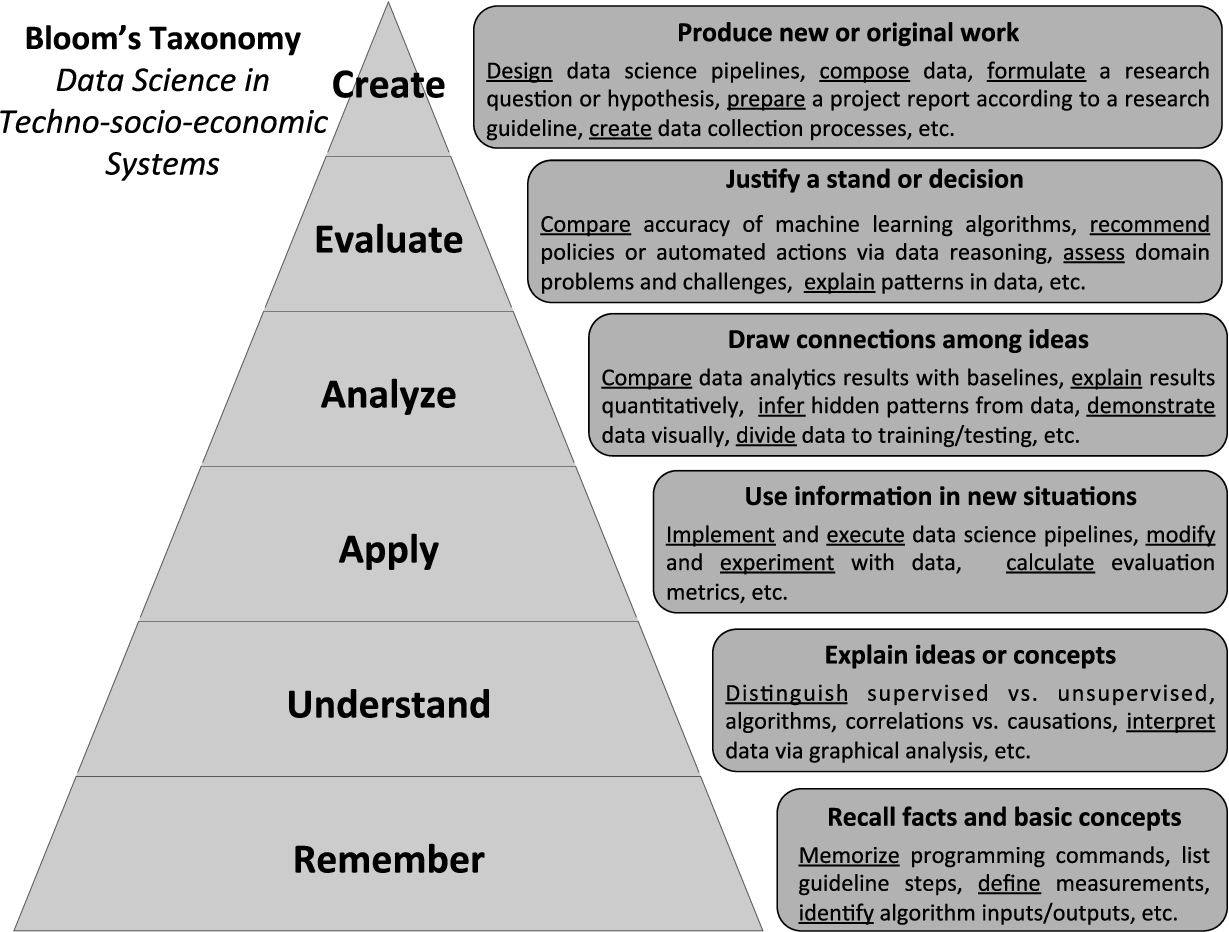 Bloom’s Taxonomy
Data Science in
Techno-socio-economic
Systems
Create
Produce new or original work
Design data science pipelines, compose data, formulate a research
question or hypothesis, prepare a project report according to a research
guideline, create data collection processes, etc.
Evaluate
Justify a stand or decision
Compare accuracy of machine learning algorithms, recommend
policies or automated actions via data reasoning, assess domain
problems and challenges, explain patterns in data, etc.
Analyze
Draw connections among ideas
Compare data analytics results with baselines, explain results
quantitatively, infer hidden patterns from data, demonstrate
data visually, divide data to training/testing, etc.
Apply
Use information in new situations
Implement and execute data science pipelines, modify
and experiment with data, calculate evaluation
metrics, etc.
Understand
Explain ideas or concepts
Distinguish supervised vs. unsupervised,
algorithms, correlations vs. causations, interpret
data via graphical analysis, etc.
Remember
Recall facts and basic concepts
Memorize programming commands, list
guideline steps, define measurements,
identify algorithm inputs/outputs, etc.